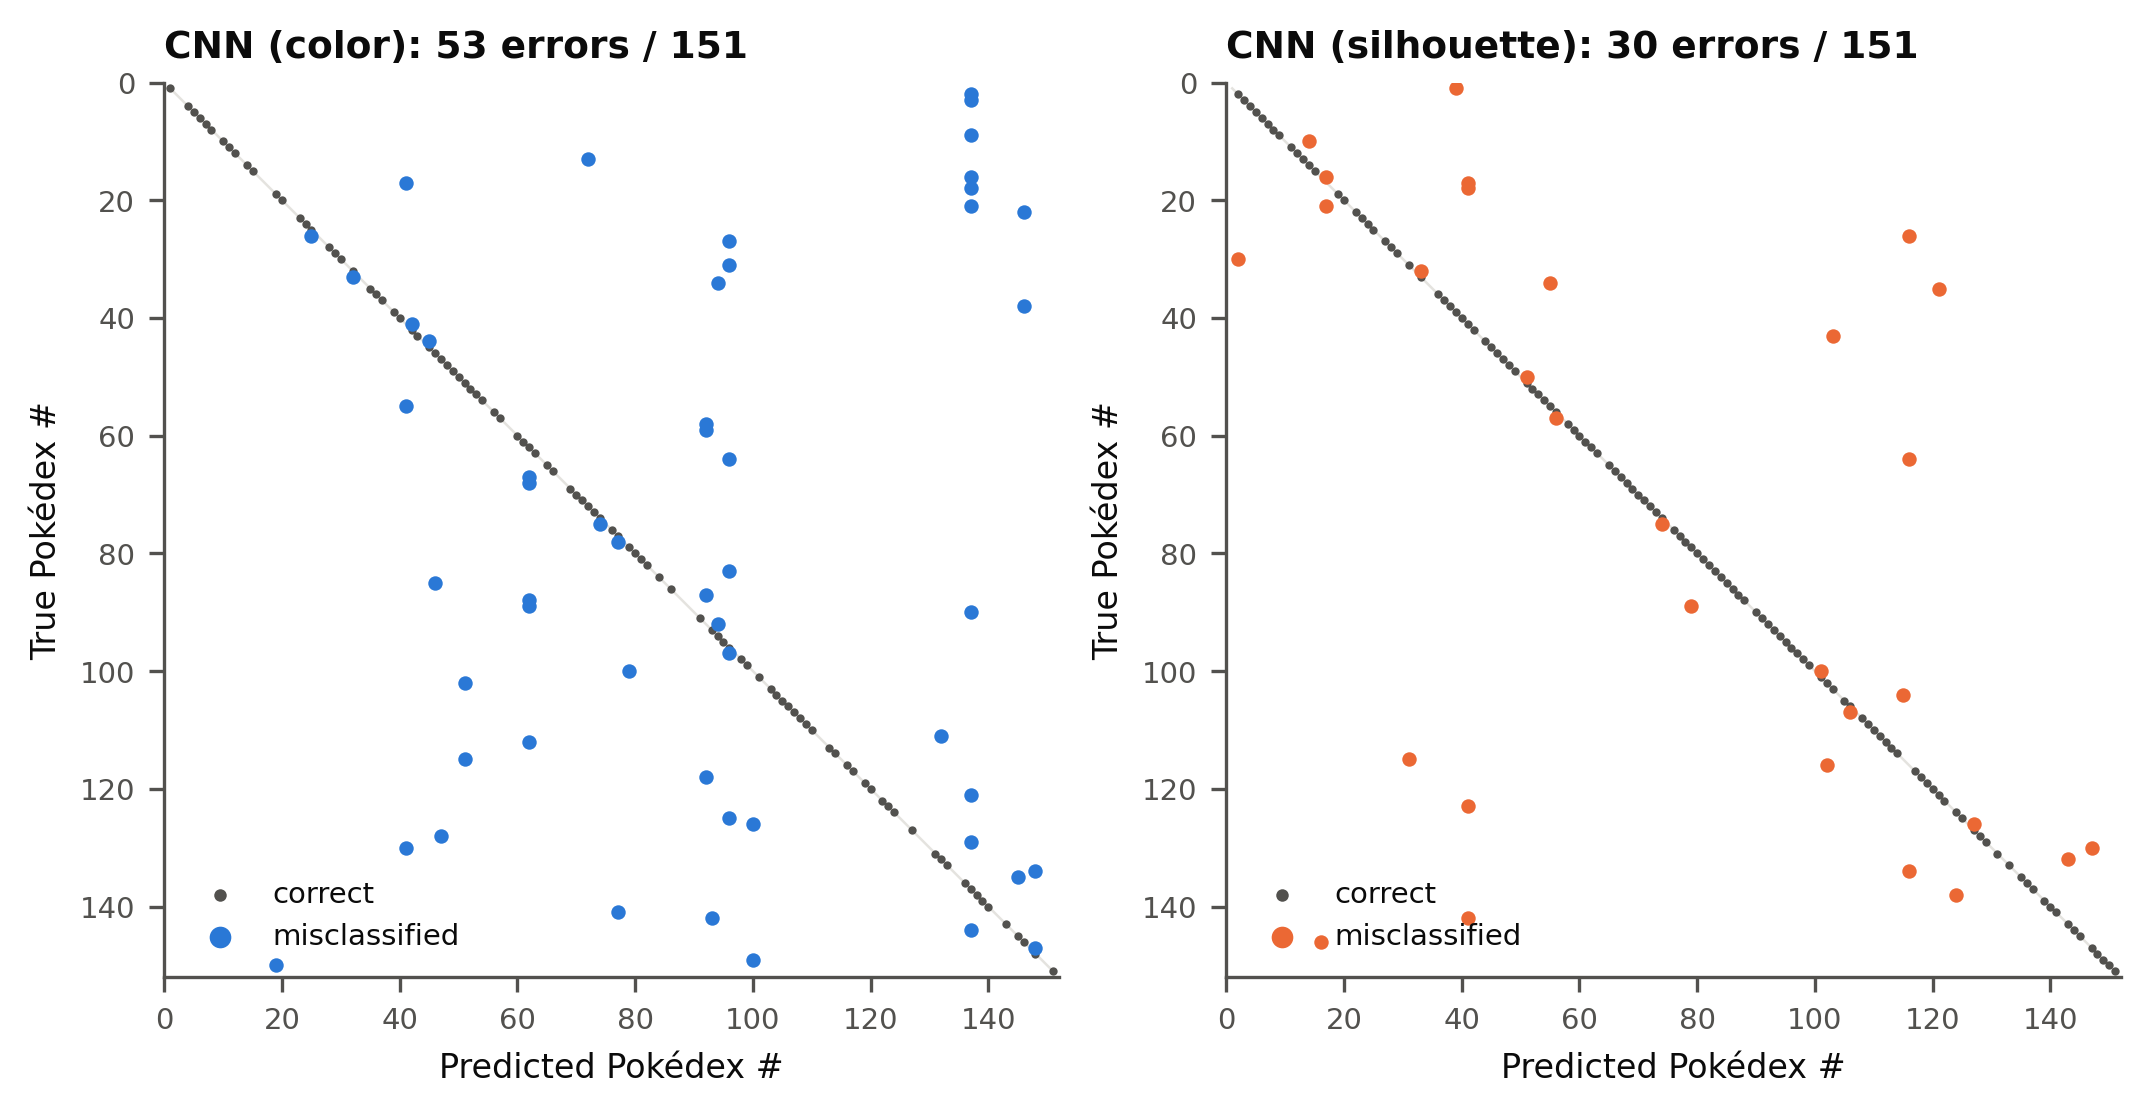 CNN (color): 53 errors / 151
0
20
40
60
80
100
120
140
True Pokédex #
correct
misclassified
0 20 40 60 80 100 120 140
Predicted Pokédex #
CNN (silhouette): 30 errors / 151
0
20
40
60
80
100
120
140
True Pokédex #
correct
misclassified
0 20 40 60 80 100 120 140
Predicted Pokédex #